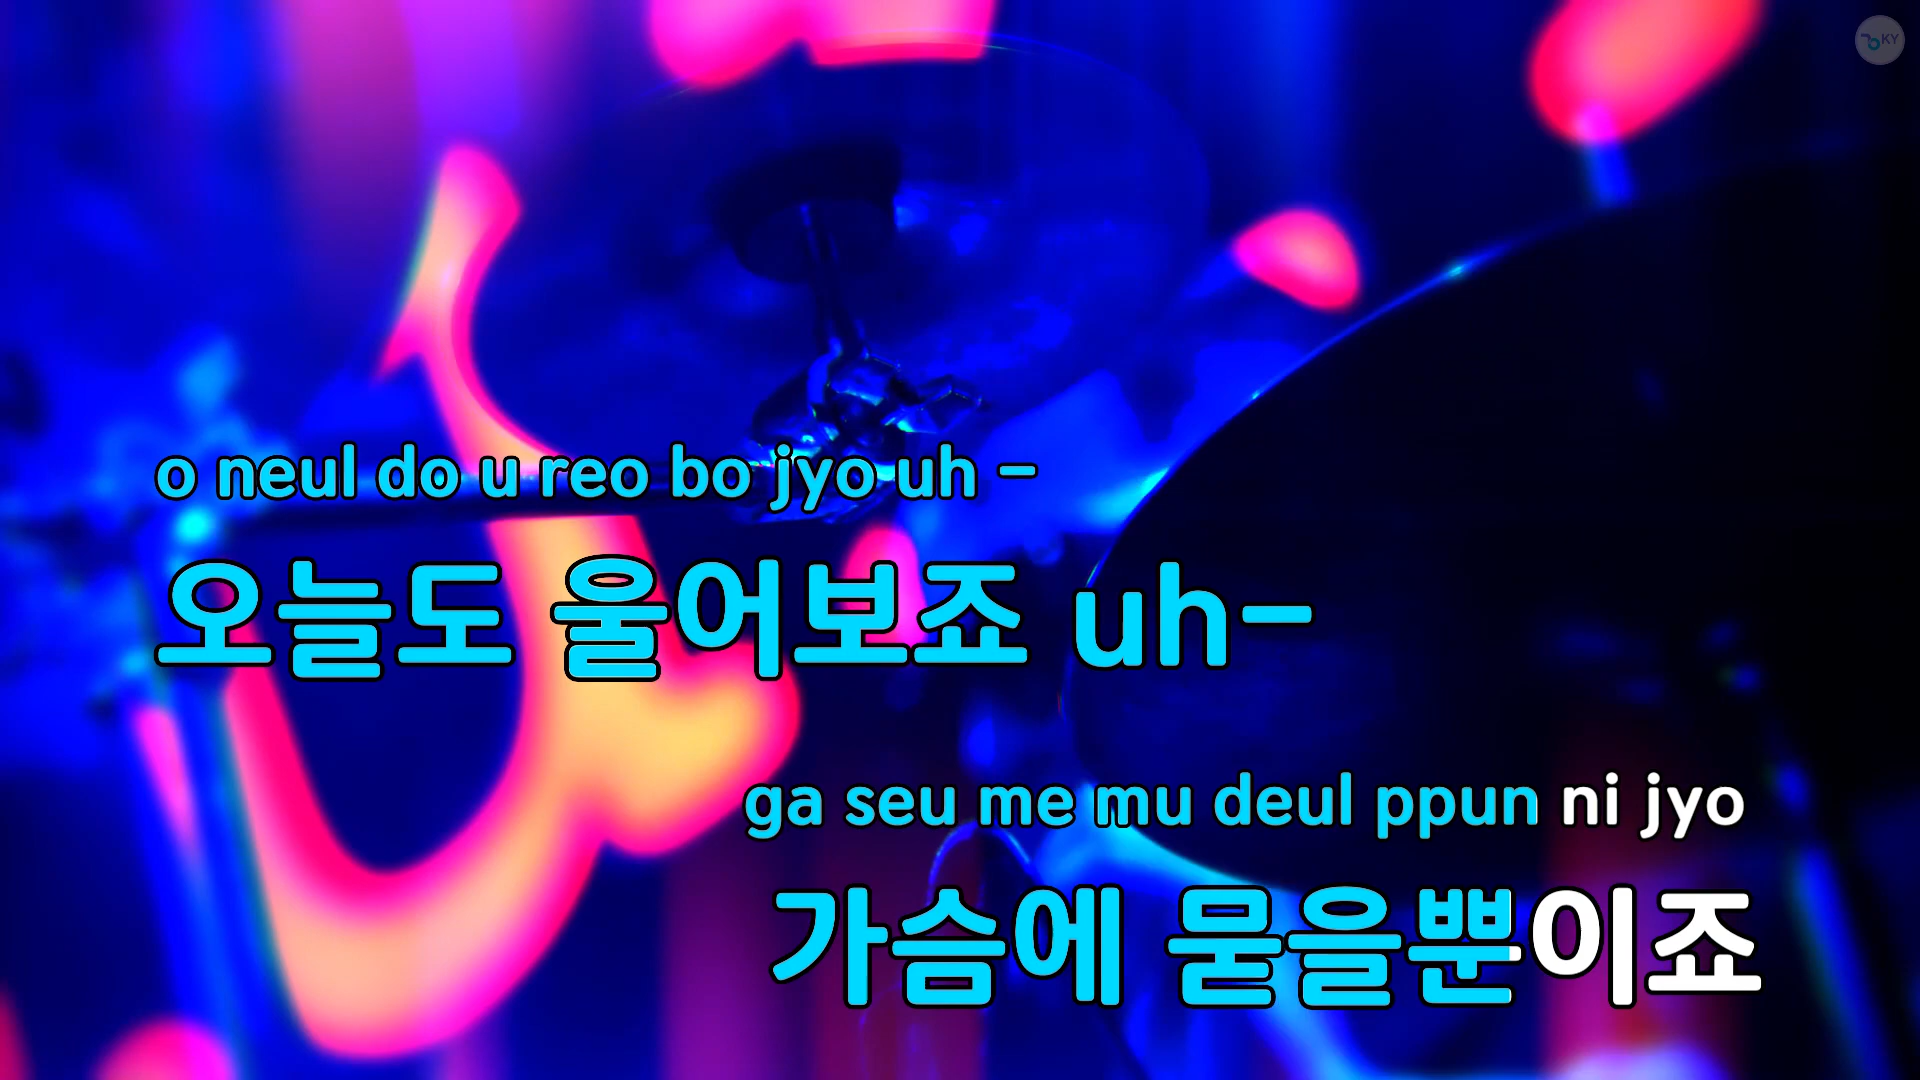 KY
o neul do u reo bo jyo uh –
오늘도 울어보죠 uh–
ga seu me mu deul ppun ni jyo
가슴에 묻을뿐이죠